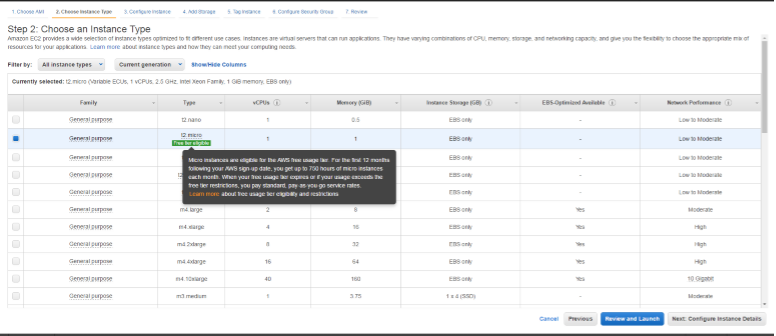 1. Choose AMI 2. Choose Instance Type 3. Configure Instance 4. Add Storage 5. Tag Instance 6. Configure Security Group 7. Review
Step 2: Choose an Instance Type
Amazon EC2 provides a wide selection of instance types optimized to fit different use cases. Instances are virtual servers that can run applications. They have varying combinations of CPU, memory, storage, and networking capacity, and give you the flexibility to choose the appropriate mix of
resources for your applications. Learn more about instance types and how they can meet your computing needs.
Filter by: All instance types Current generation Show/Hide Columns
Currently selected: t2.micro (Variable ECUs, 1 vCPUs, 2.5 GHz, Intel Xeon Family, 1 GiB memory, EBS only)
Family Type vCPUs Memory (GiB) Instance Storage (GB) EBS-Optimized Available Network Performance
General purpose t2.nano 1 0.5 EBS only - Low to Moderate
General purpose t2.micro 1 1 EBS only - Low to Moderate
Free tier eligible
General purpose EBS only - Low to Moderate
Micro instances are eligible for the AWS free usage tier. For the first 12 months
following your AWS sign-up date, you get up to 750 hours of micro instances
each month. When your free usage tier expires or if your usage exceeds the
free tier restrictions, you pay standard, pay-as-you-go service rates.
Learn more about free usage tier eligibility and restrictions
General purpose EBS only - Low to Moderate
General purpose EBS only - Low to Moderate
General purpose m4.large 2 8 EBS only Yes Moderate
General purpose m4.xlarge 4 16 EBS only Yes High
General purpose m4.2xlarge 8 32 EBS only Yes High
General purpose m4.4xlarge 16 64 EBS only Yes High
General purpose m4.10xlarge 40 160 EBS only Yes 10 Gigabit
General purpose m3.medium 1 3.75 1 x 4 (SSD) - Moderate
Cancel Previous Review and Launch Next: Configure Instance Details